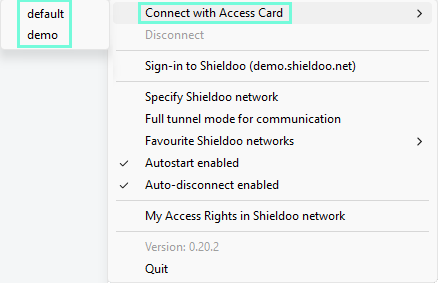 default
demo
Connect with Access Card
Disconnect
Sign-in to Shieldoo (demo.shieldoo.net)
Specify Shieldoo network
Full tunnel mode for communication
Favourite Shieldoo networks
Autostart enabled
Auto-disconnect enabled
My Access Rights in Shieldoo network
Version: 0.20.2
Quit